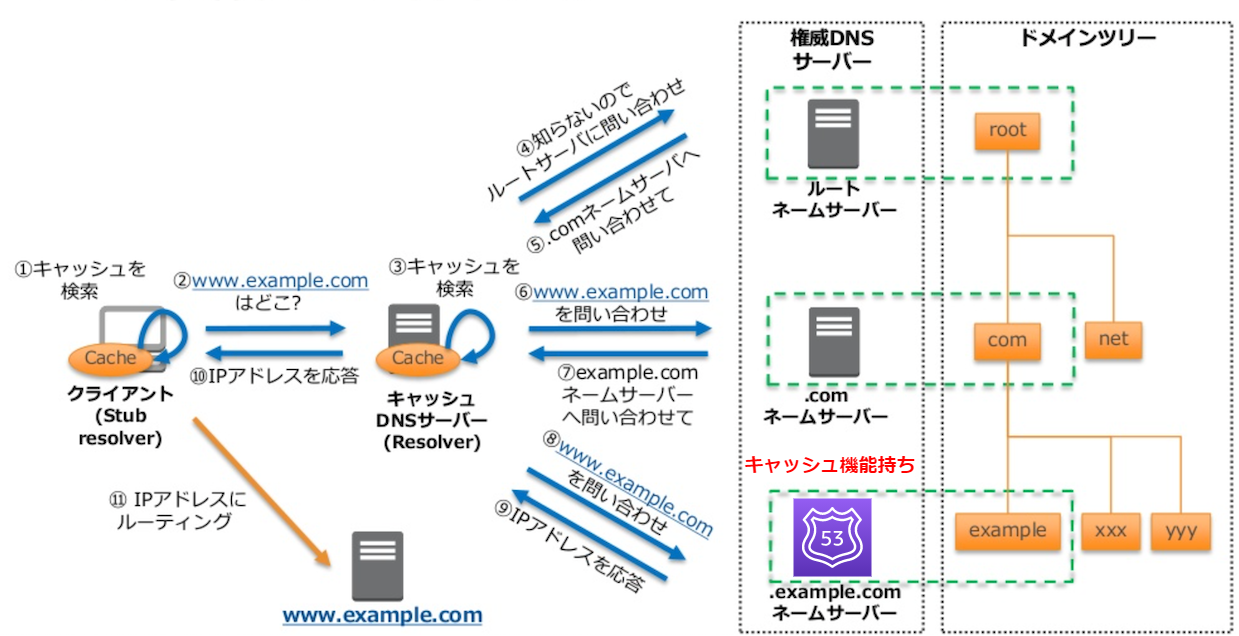 権威DNS
サーバー
ドメインツリー
④知らないので
ルートサーバに問い合わせ
root
⑤.comネームサーバへ
問い合わせて
ルート
ネームサーバー
①キャッシュを
検索
②www.example.com
はどこ?
③キャッシュを
検索
⑥www.example.com
を問い合わせ
Cache
Cache
com
net
⑩IPアドレスを応答
⑦example.com
ネームサーバー
へ問い合わせて
クライアント
(Stub
resolver)
キャッシュ
DNSサーバー
(Resolver)
.com
ネームサーバー
⑧www.example.com
を問い合わせ
⑨IPアドレスを応答
キャッシュ機能持ち
⑪ IPアドレスに
ルーティング
53
example
xxx
yyy
.example.com
ネームサーバー
www.example.com